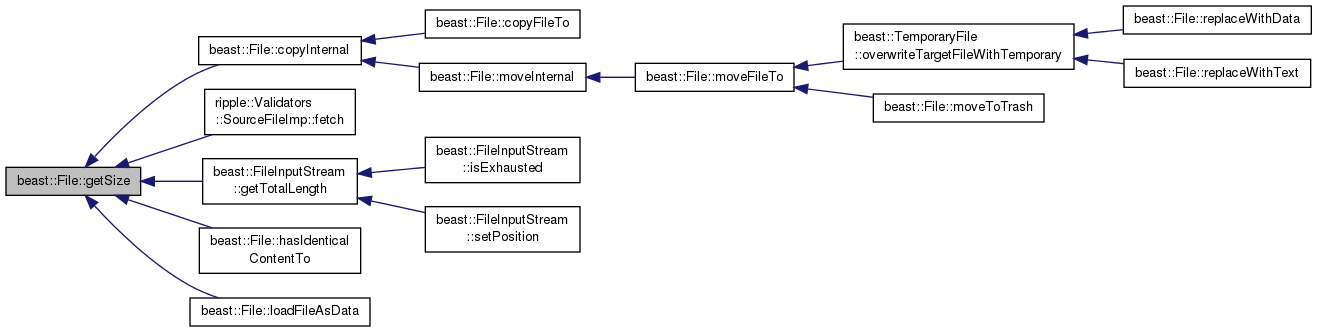 beast::File::getSize
beast::File::copyInternal
beast::File::copyFileTo
beast::File::moveInternal
beast::File::moveFileTo
beast::TemporaryFile
::overwriteTargetFileWithTemporary
beast::File::replaceWithData
beast::File::replaceWithText
beast::File::moveToTrash
ripple::Validators
::SourceFileImp::fetch
beast::FileInputStream
::getTotalLength
beast::FileInputStream
::isExhausted
beast::FileInputStream
::setPosition
beast::File::hasIdentical
ContentTo
beast::File::loadFileAsData